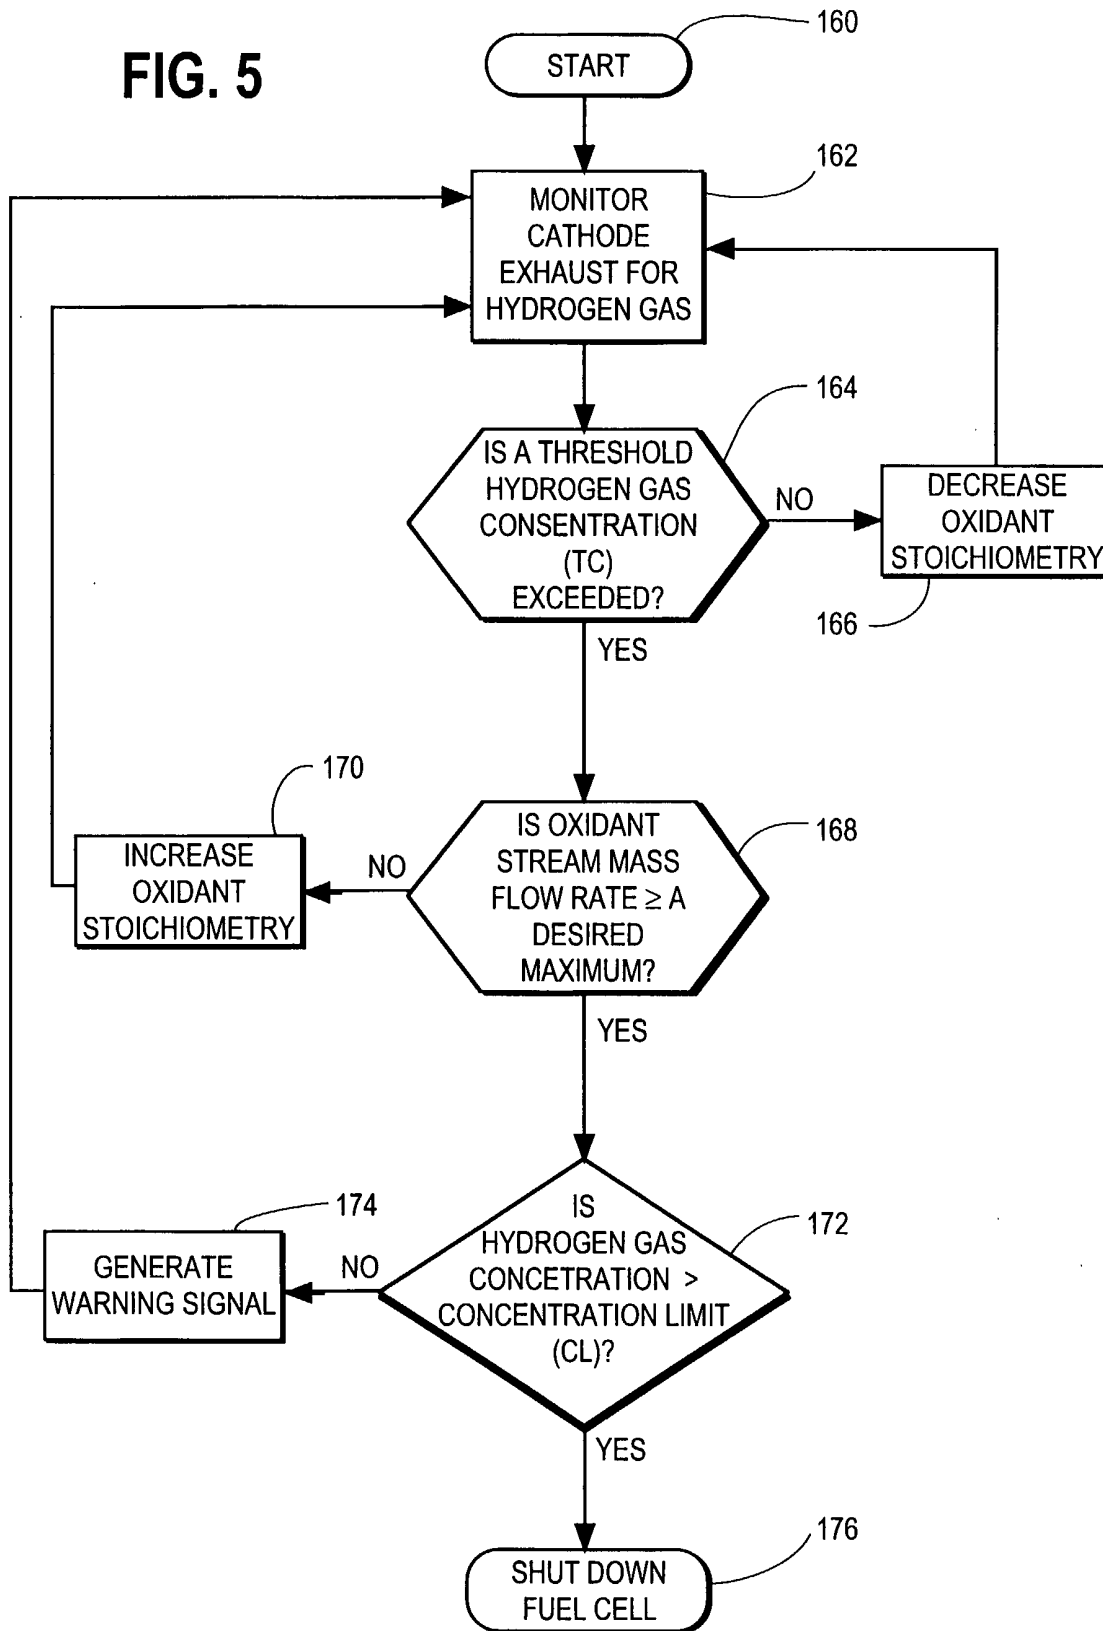 FIG. 5
START
160
MONITOR
CATHODE
EXHAUST FOR
HYDROGEN GAS
162
IS A THRESHOLD
HYDROGEN GAS
CONSENTRATION
(TC)
EXCEEDED?
164
NO
DECREASE
OXIDANT
STOICHIOMETRY
166
YES
IS OXIDANT
STREAM MASS
FLOW RATE ≥ A
DESIRED
MAXIMUM?
168
NO
INCREASE
OXIDANT
STOICHIOMETRY
170
YES
IS
HYDROGEN GAS
CONCETRATION >
CONCENTRATION LIMIT
(CL)?
172
NO
GENERATE
WARNING SIGNAL
174
YES
SHUT DOWN
FUEL CELL
176